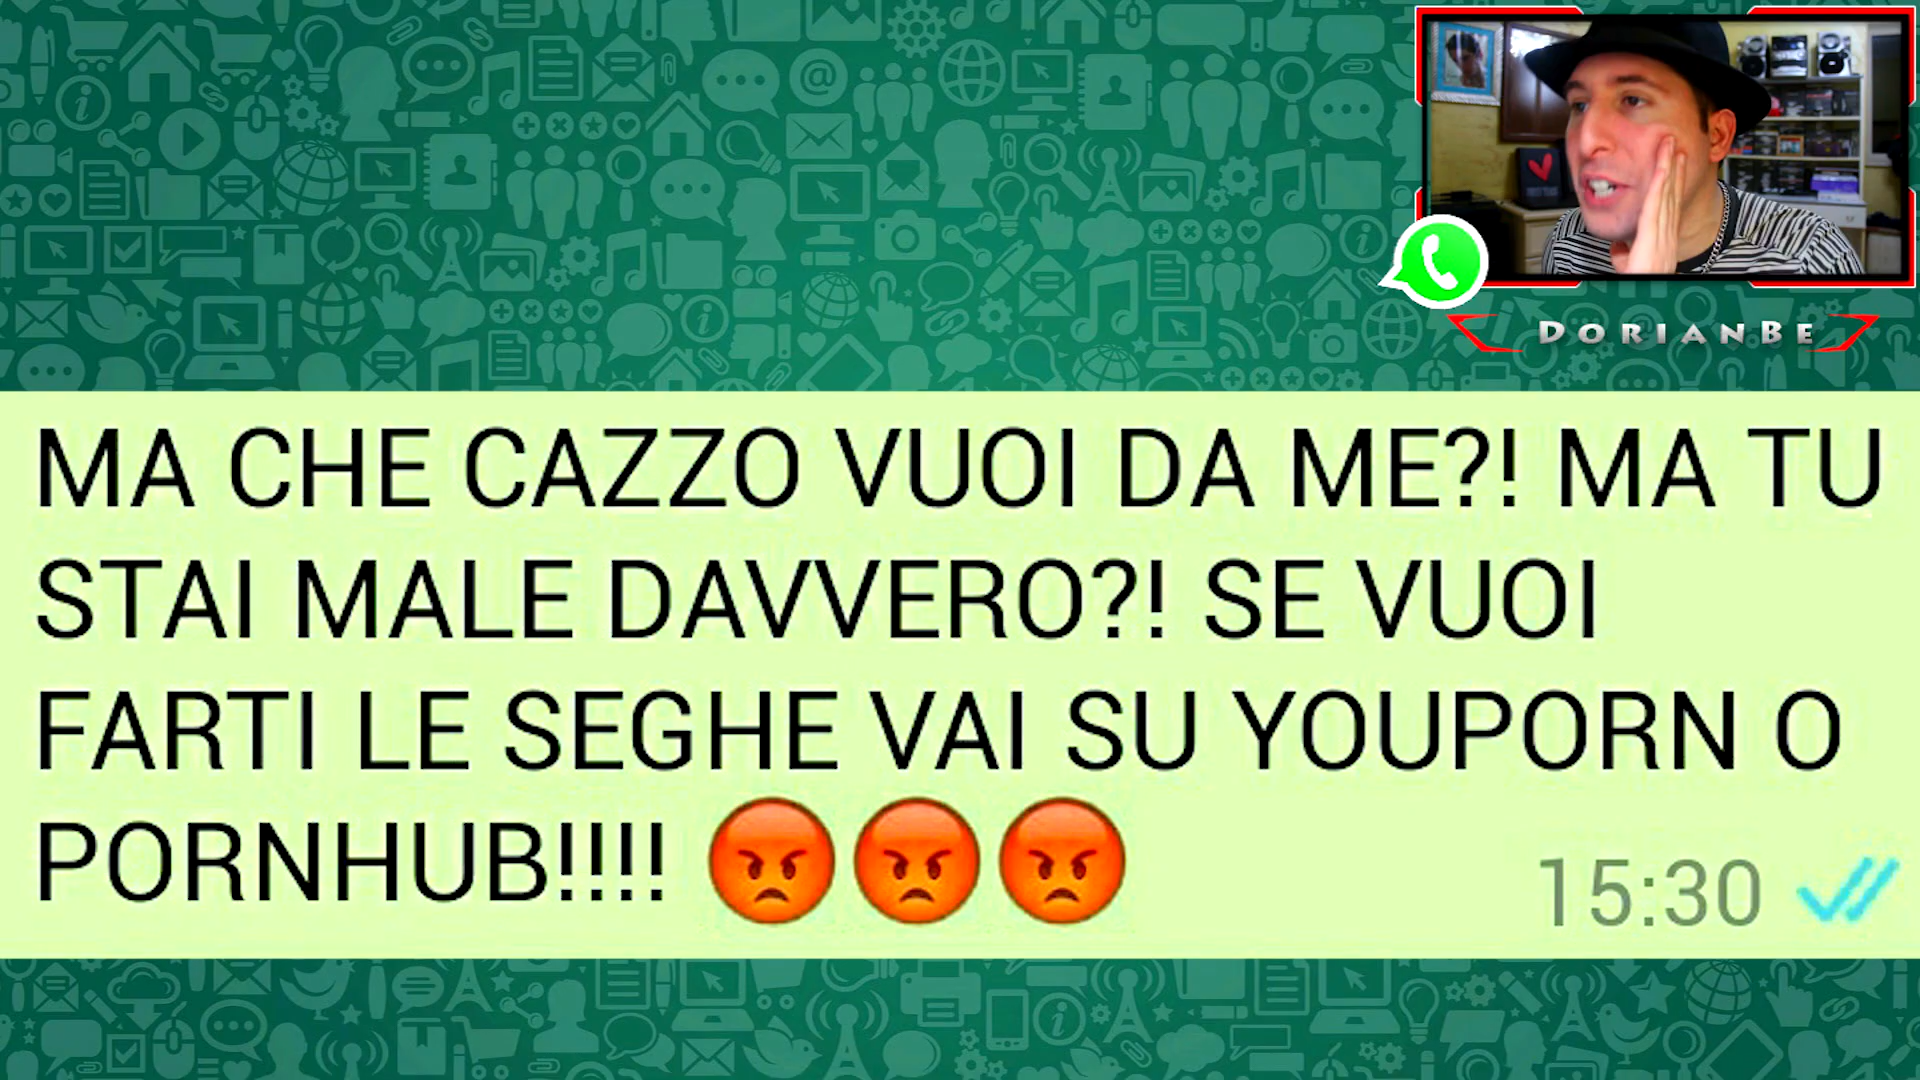 DORIANBE
MA CHE CAZZO VUOI DA ME?! MA TU
STAI MALE DAVVERO?! SE VUOI
FARTI LE SEGHE VAI SU YOUPORN O
PORNHUB!!!! 😡😡😡
15:30